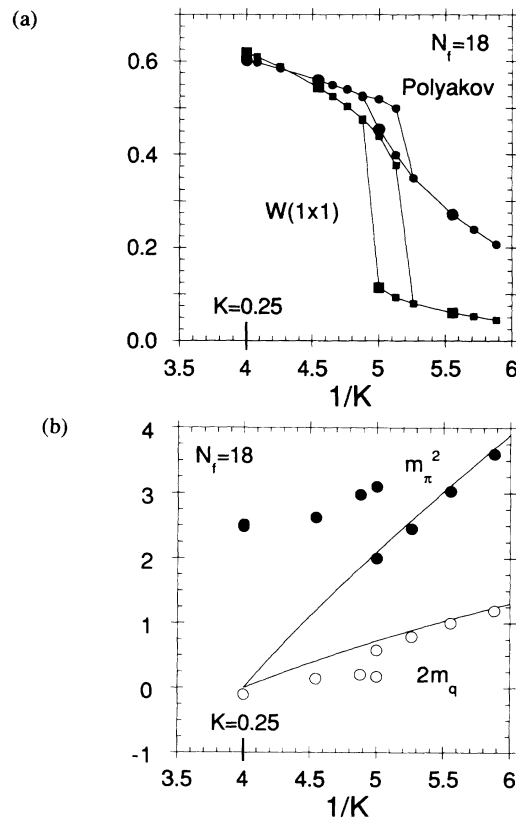 (a)
N_f=18
Polyakov
W(1x1)
K=0.25
0.6
0.4
0.2
0.0
3.5 4 4.5 5 5.5 6
1/K
(b)
N_f=18
m_π^2
2m_q
K=0.25
4
3
2
1
0
-1
3.5 4 4.5 5 5.5 6
1/K